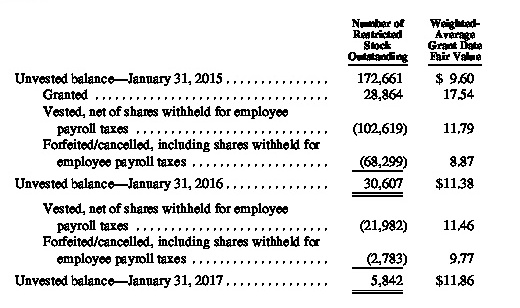 Number of Weighted-
Restricted Average
Stock Grant Date
Outstanding Fair Value
Unvested balance—January 31, 2015 . . . . . . . . . . . . . . . 172,661 $ 9.60
Granted . . . . . . . . . . . . . . . . . . . . . . . . . . . . . . . . . . 28,864 17.54
Vested, net of shares withheld for employee
payroll taxes . . . . . . . . . . . . . . . . . . . . . . . . . . . . (102,619) 11.79
Forfeited/cancelled, including shares withheld for
employee payroll taxes . . . . . . . . . . . . . . . . . . . . (68,299) 8.87
Unvested balance—January 31, 2016 . . . . . . . . . . . . . . . 30,607 $11.38
Vested, net of shares withheld for employee
payroll taxes . . . . . . . . . . . . . . . . . . . . . . . . . . . . (21,982) 11.46
Forfeited/cancelled, including shares withheld for
employee payroll taxes . . . . . . . . . . . . . . . . . . . . (2,783) 9.77
Unvested balance—January 31, 2017 . . . . . . . . . . . . . . . 5,842 $11.86